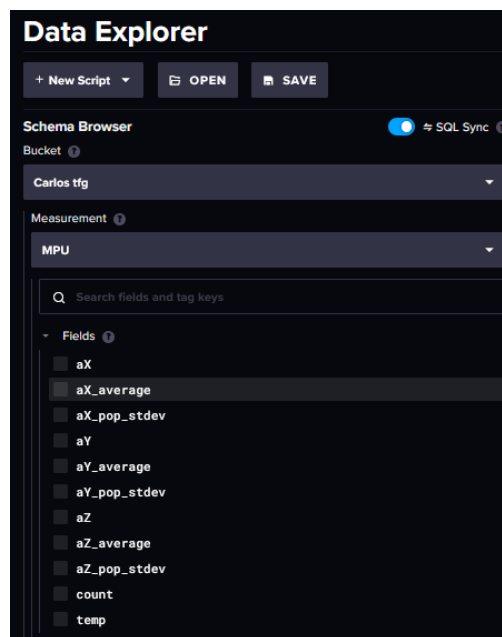 Data Explorer
+ New Script OPEN SAVE
Schema Browser SQL Sync
Bucket
Carlos tfg
Measurement
MPU
Search fields and tag keys
Fields
aX
aX_average
aX_pop_stdev
aY
aY_average
aY_pop_stdev
aZ
aZ_average
aZ_pop_stdev
count
temp